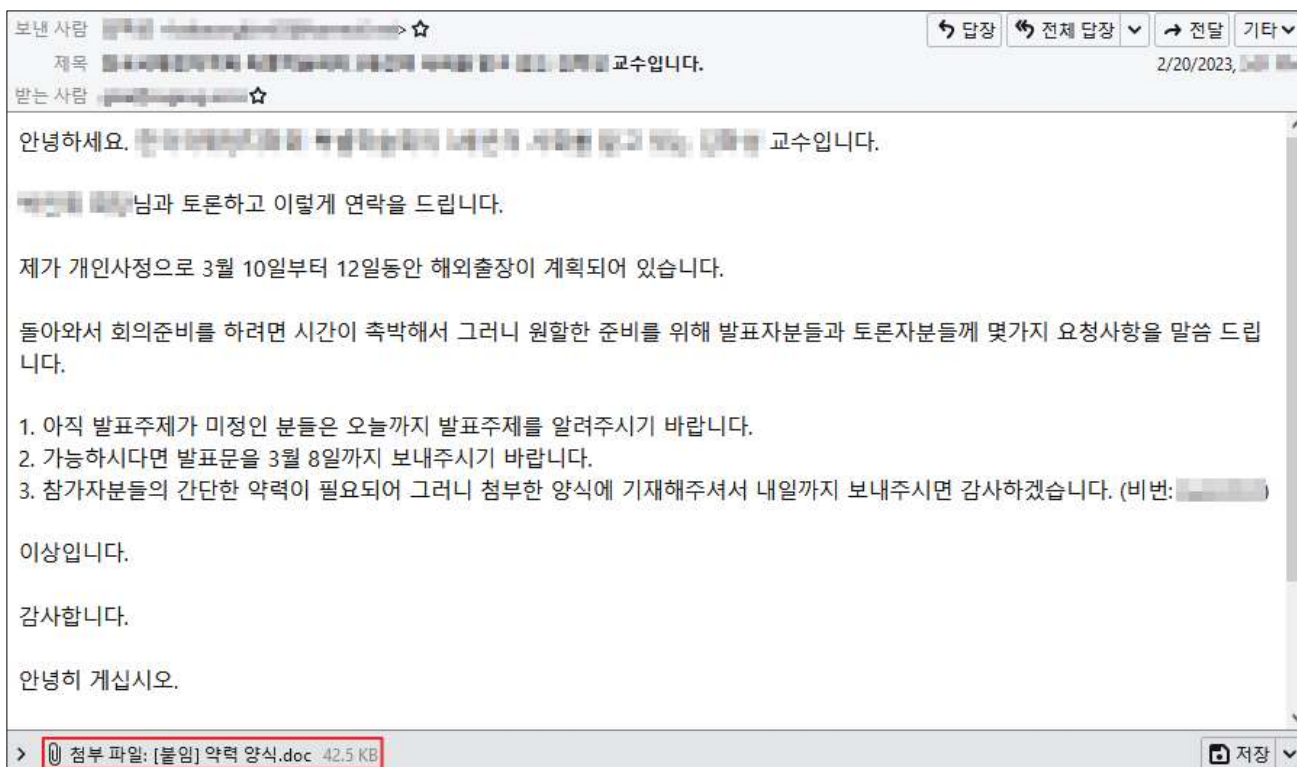 보낸 사람
답장 전체 답장 전달 기타
제목 교수입니다.
2/20/2023,
받는 사람
안녕하세요. 교수입니다.
님과 토론하고 이렇게 연락을 드립니다.
제가 개인사정으로 3월 10일부터 12일동안 해외출장이 계획되어 있습니다.
돌아와서 회의준비를 하려면 시간이 촉박해서 그러니 원할한 준비를 위해 발표자분들과 토론자분들께 몇가지 요청사항을 말씀 드립
니다.
1. 아직 발표주제가 미정인 분들은 오늘까지 발표주제를 알려주시기 바랍니다.
2. 가능하시다면 발표문을 3월 8일까지 보내주시기 바랍니다.
3. 참가자분들의 간단한 약력이 필요되어 그러니 첨부한 양식에 기재해주셔서 내일까지 보내주시면 감사하겠습니다. (비번: )
이상입니다.
감사합니다.
안녕히 게십시오.
첨부 파일: [붙임] 약력 양식.doc 42.5 KB
저장